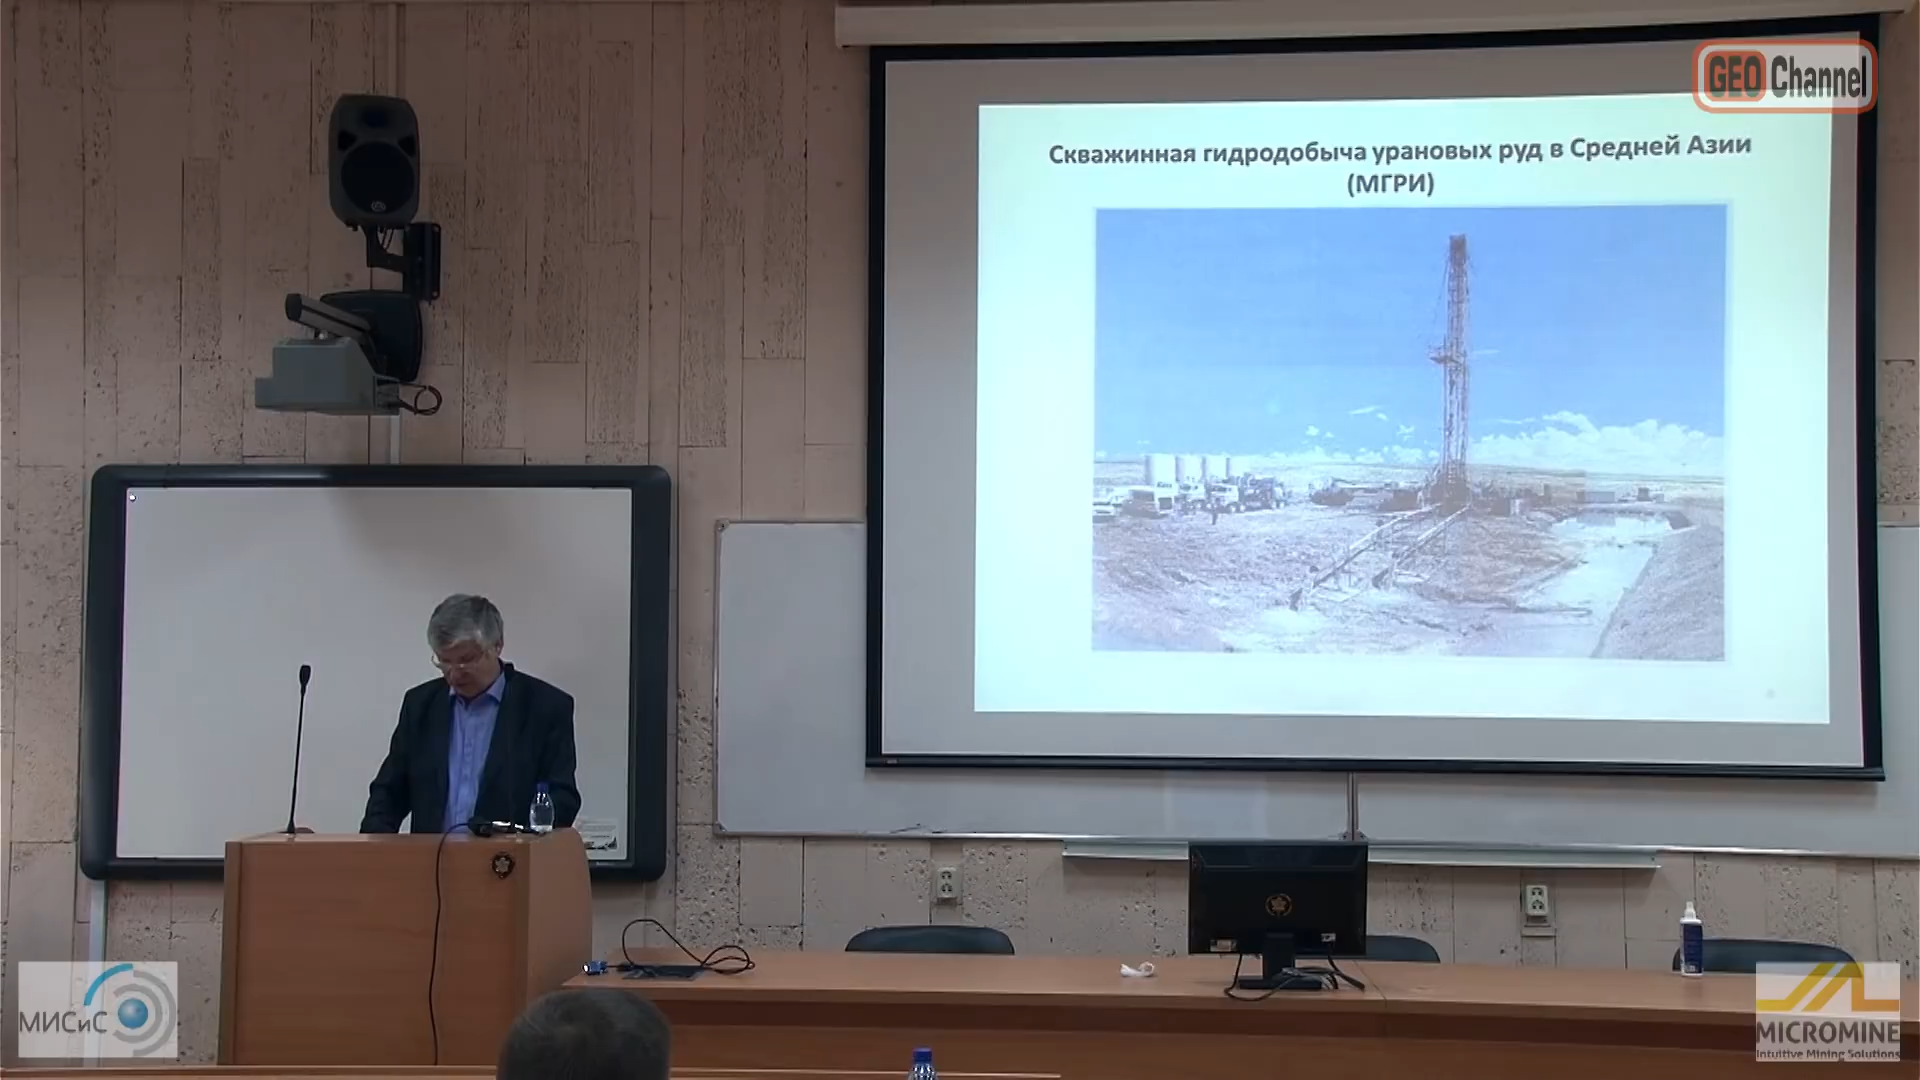 GEO Channel
Скважинная гидродобыча урановых руд в Средней Азии
(МГРИ)
МИСиС
MICROMINE
Intuitive Mining Solutions